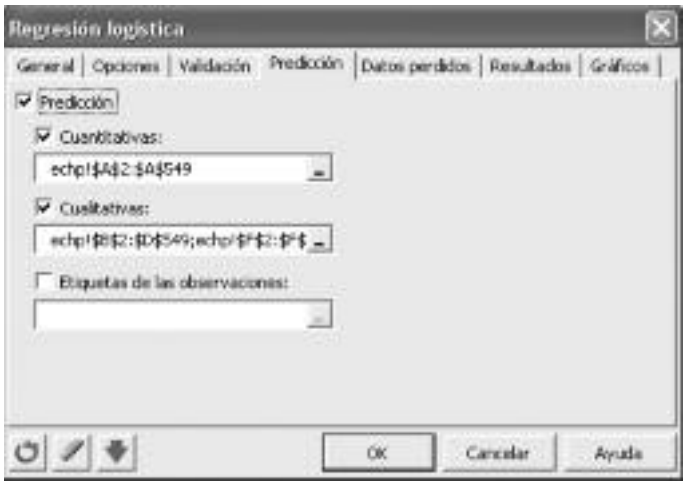 Regresión logística
General | Opciones | Validación | Predicción | Datos perdidos | Resultados | Gráficos |
Predicción
Cuantitativas:
echp!$A$2:$A$549
Cualitativas:
echp!$B$2:$D$549;echp!$F$2:$F$
Etiquetas de las observaciones:
OK
Cancelar
Ayuda